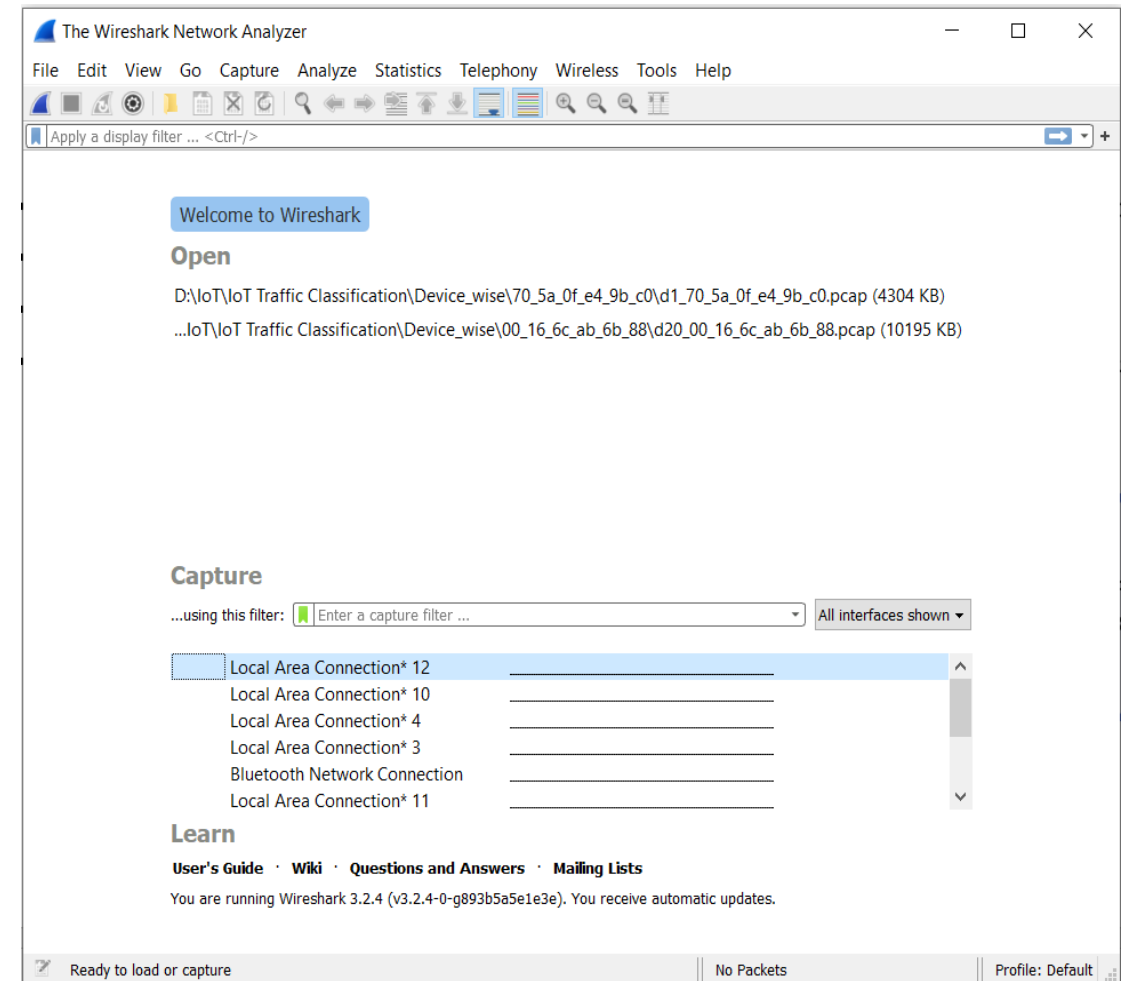 The Wireshark Network Analyzer
File Edit View Go Capture Analyze Statistics Telephony Wireless Tools Help
Apply a display filter ... <Ctrl-/>
+
Welcome to Wireshark
Open
D:\IoT\IoT Traffic Classification\Device_wise\70_5a_0f_e4_9b_c0\d1_70_5a_0f_e4_9b_c0.pcap (4304 KB)
...IoT\IoT Traffic Classification\Device_wise\00_16_6c_ab_6b_88\d20_00_16_6c_ab_6b_88.pcap (10195 KB)
Capture
...using this filter: Enter a capture filter ... All interfaces shown
Local Area Connection* 12
Local Area Connection* 10
Local Area Connection* 4
Local Area Connection* 3
Bluetooth Network Connection
Local Area Connection* 11
Learn
User's Guide · Wiki · Questions and Answers · Mailing Lists
You are running Wireshark 3.2.4 (v3.2.4-0-g893b5a5e1e3e). You receive automatic updates.
Ready to load or capture No Packets Profile: Default